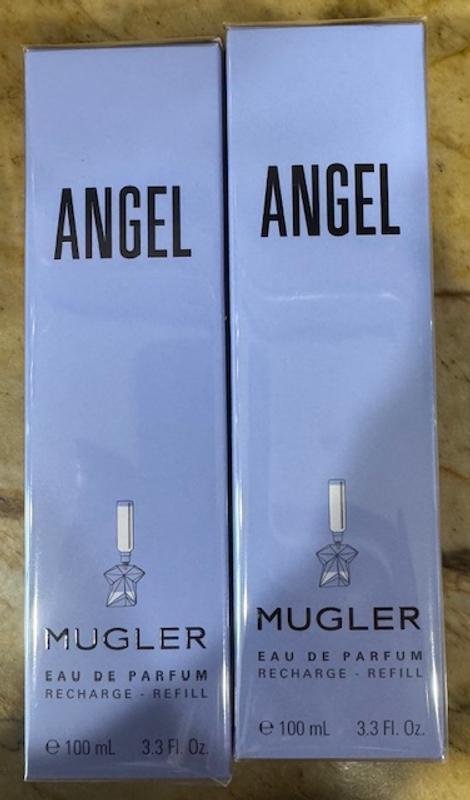 ANGEL
MUGLER
EAU DE PARFUM
RECHARGE - REFILL
℮ 100 mL 3.3 Fl. Oz.
ANGEL
MUGLER
EAU DE PARFUM
RECHARGE - REFILL
℮ 100 mL 3.3 Fl. Oz.